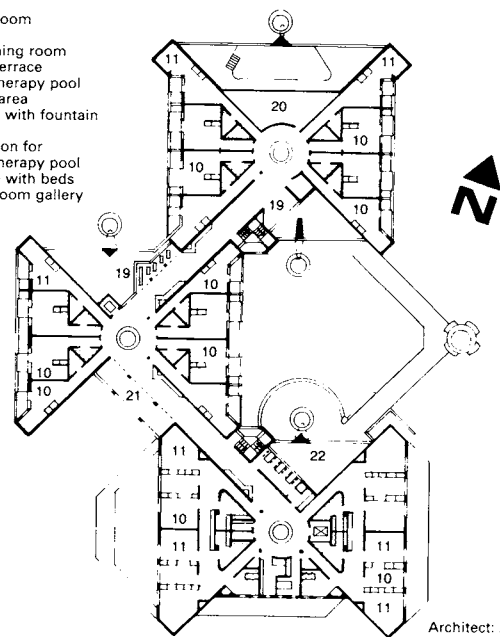 oom
ning room
errace
herapy pool
area
with fountain
on for
herapy pool
with beds
oom gallery
11
11
20
10
10
10
10
19
N
19
11
10
10
10
10
21
22
11
11
10
11
11
10
11
Architect: